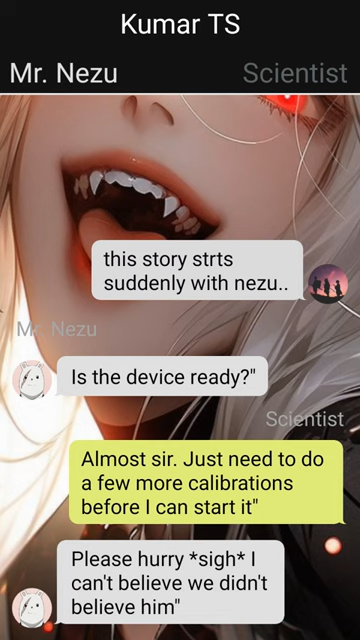 Kumar TS
Mr. Nezu
Scientist
this story strts
suddenly with nezu..
Mr. Nezu
Is the device ready?"
Scientist
Almost sir. Just need to do
a few more calibrations
before I can start it"
Please hurry *sigh* I
can't believe we didn't
believe him"